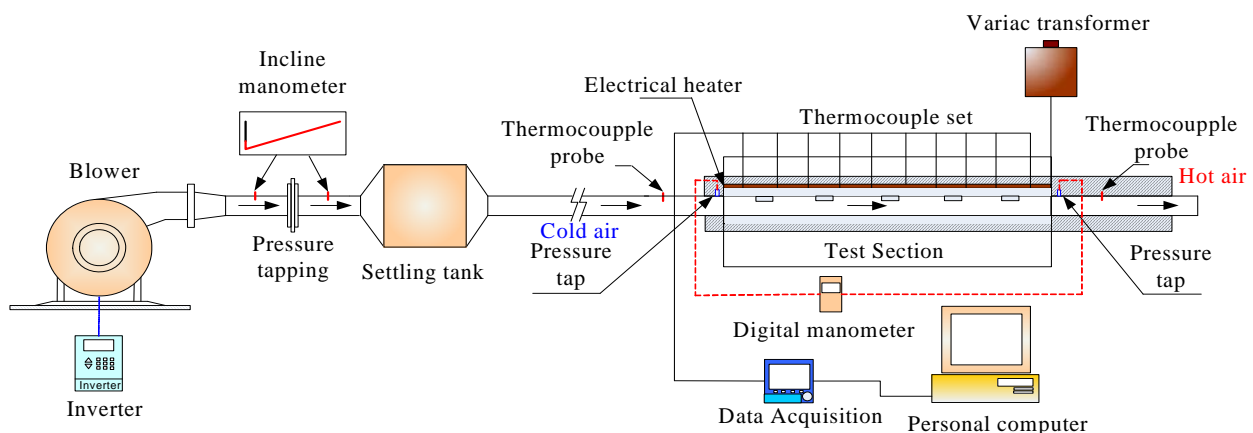 Variac transformer
Incline
manometer
Electrical heater
Thermocouple set
Thermocoupple
probe
Thermocoupple
probe
Blower
Hot air
Cold air
Pressure
tapping
Settling tank
Pressure
tap
Test Section
Pressure
tap
Digital manometer
Inverter
Inverter
Data Acquisition
Personal computer